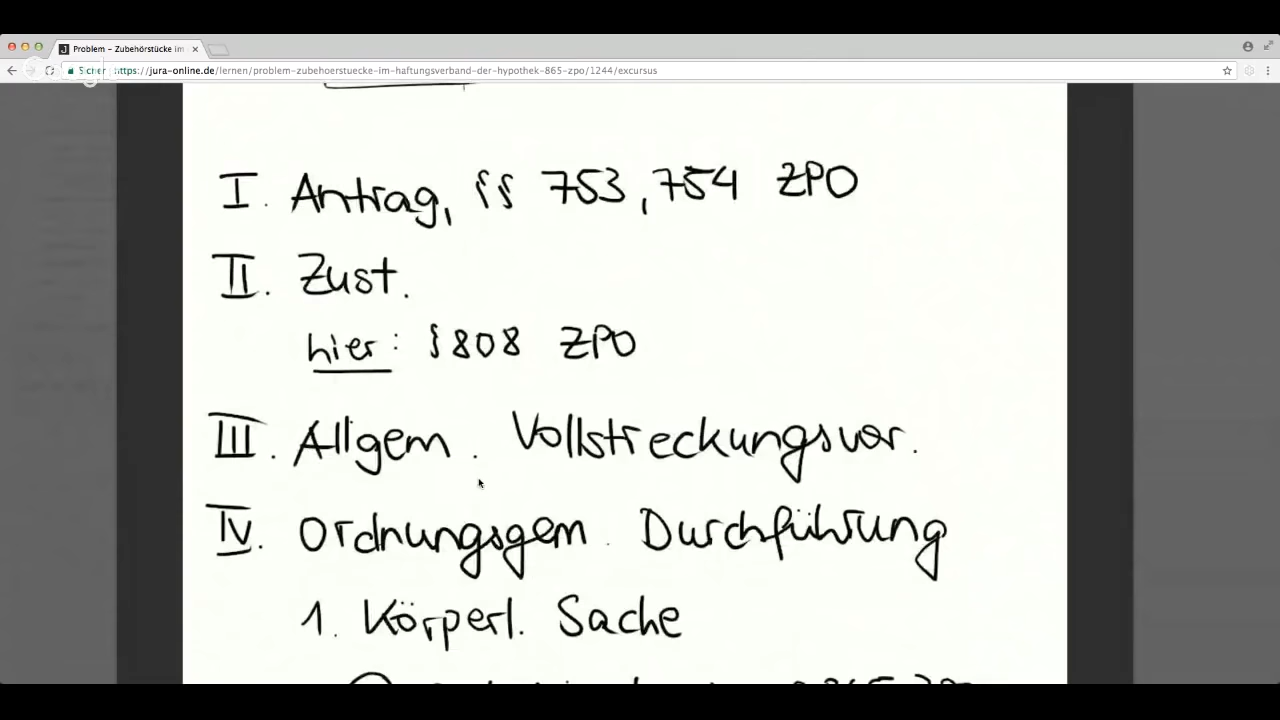 Problem – Zubehörstücke im
Sicher https://jura-online.de/lernen/problem-zubehoerstuecke-im-haftungsverband-der-hypothek-865-zpo/1244/excursus
I. Antrag, §§ 753, 754 ZPO
II. Zust.
hier: § 808 ZPO
III. Allgem. Vollstreckungsvor.
IV. Ordnungsgem. Durchführung
1. Körperl. Sache